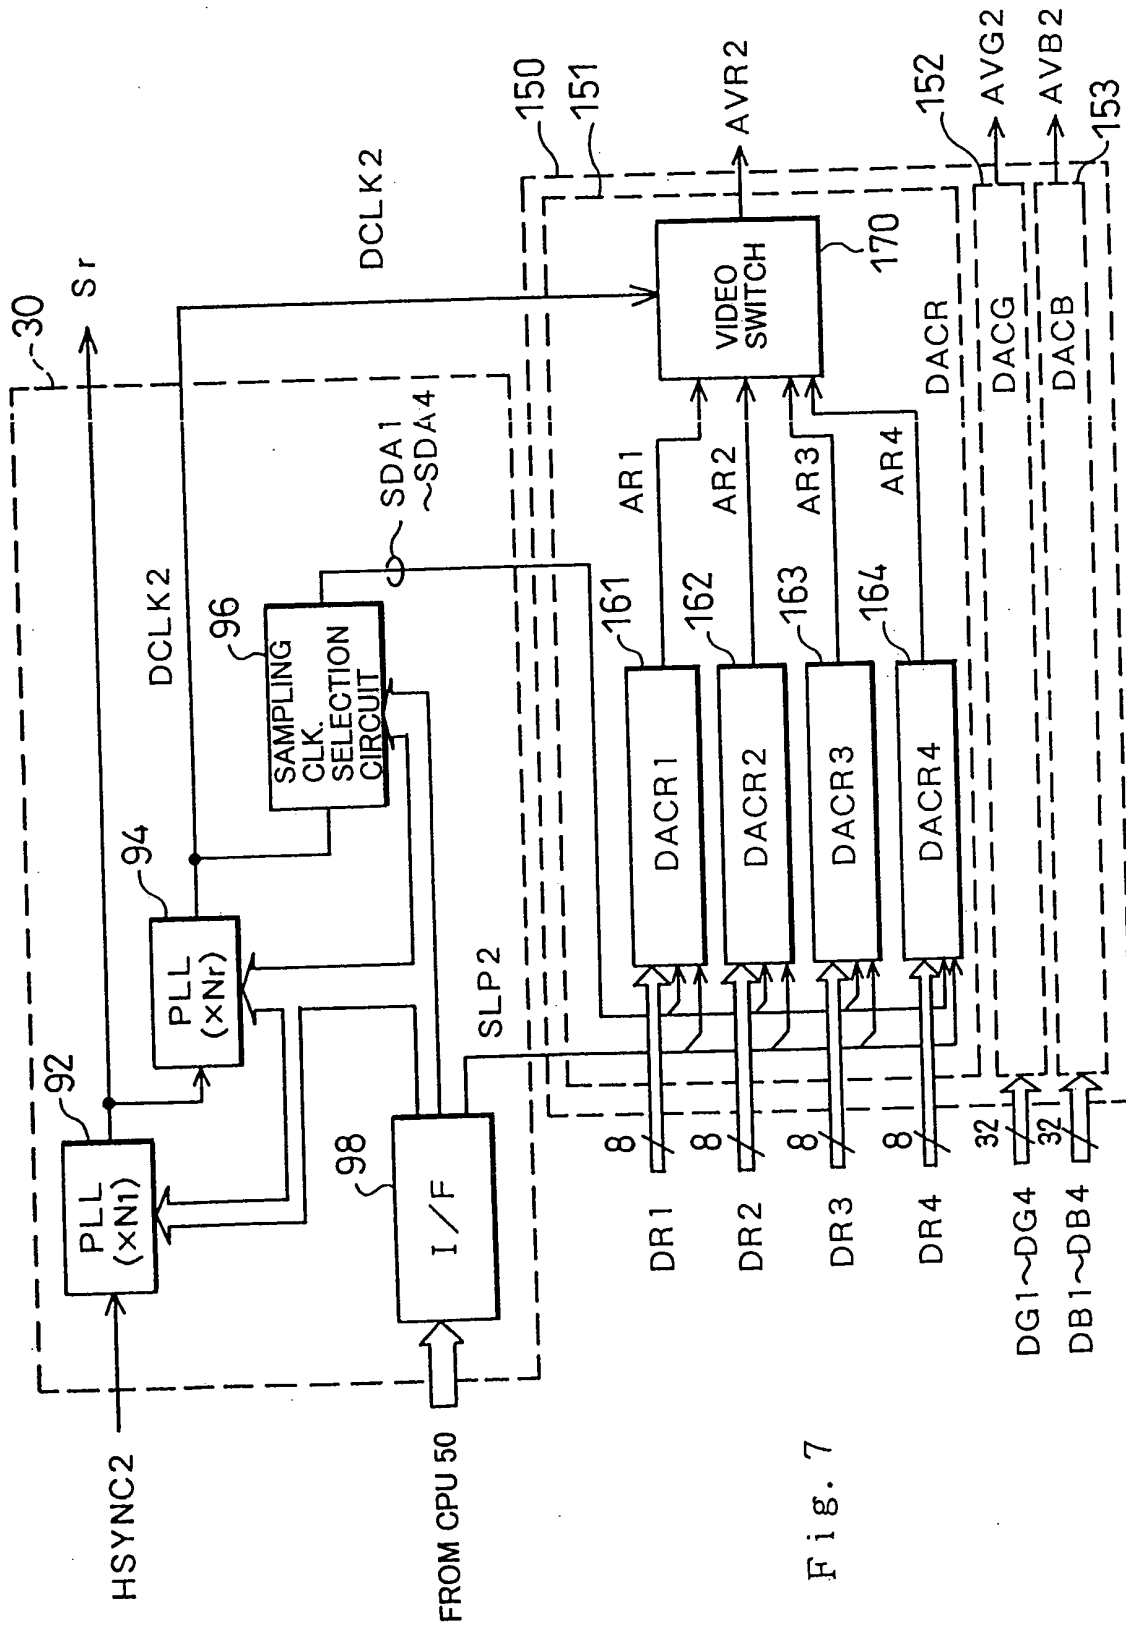 30
Sr
HSYNC2
92
PLL
(×N1)
94
PLL
(×Nr)
DCLK2
DCLK2
96
SAMPLING
CLK.
SELECTION
CIRCUIT
SDA1
~SDA4
FROM CPU 50
98
I/F
SLP2
150
151
DR1
8
DACR1
161
AR1
DR2
8
DACR2
162
AR2
DR3
8
DACR3
163
AR3
DR4
8
DACR4
164
AR4
VIDEO
SWITCH
170
AVR2
DACR
152
DG1~DG4
32
DACG
AVG2
DB1~DB4
32
DACB
AVB2
153
Fig. 7